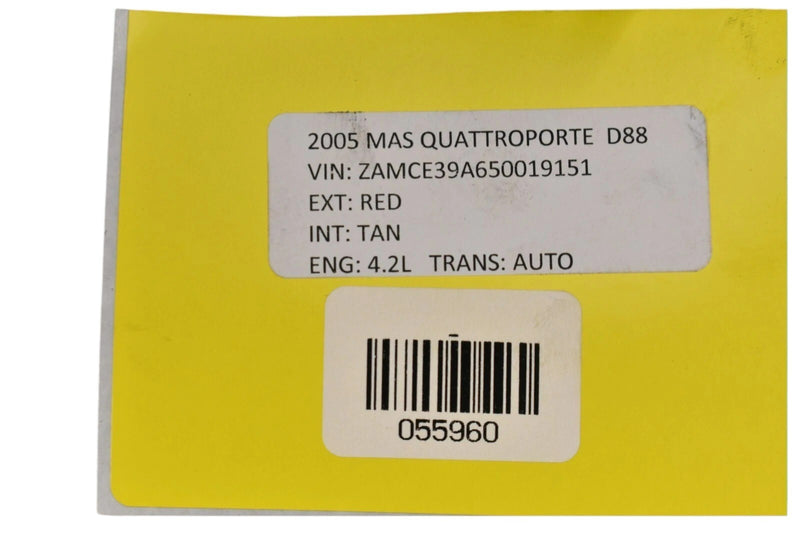 2005 MAS QUATTROPORTE D88
VIN: ZAMCE39A650019151
EXT: RED
INT: TAN
ENG: 4.2L TRANS: AUTO
055960